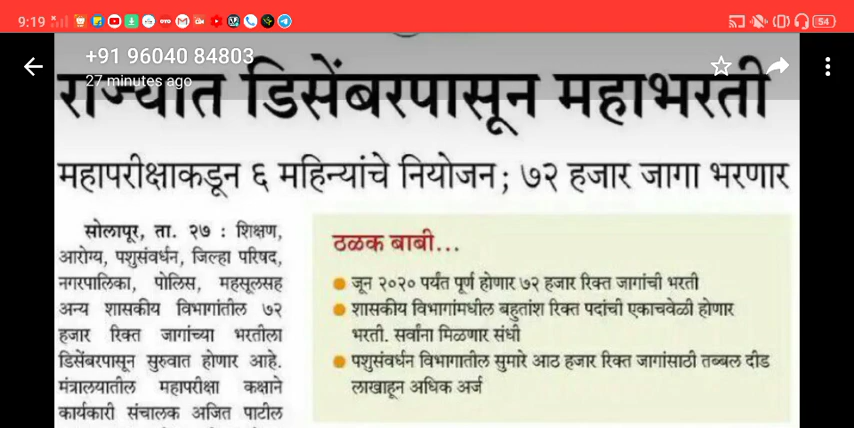 9:19
54
+91 96040 84803
27 minutes ago
राज्यात डिसेंबरपासून महाभरती
महापरीक्षाकडून ६ महिन्यांचे नियोजन; ७२ हजार जागा भरणार
सोलापूर, ता. २७ : शिक्षण,
आरोग्य, पशुसंवर्धन, जिल्हा परिषद,
नगरपालिका, पोलिस, महसूलसह
अन्य शासकीय विभागांतील ७२
हजार रिक्त जागांच्या भरतीला
डिसेंबरपासून सुरुवात होणार आहे.
मंत्रालयातील महापरीक्षा कक्षाने
कार्यकारी संचालक अजित पाटील
ठळक बाबी...
जून २०२० पर्यंत पूर्ण होणार ७२ हजार रिक्त जागांची भरती
शासकीय विभागांमधील बहुतांश रिक्त पदांची एकाचवेळी होणार
भरती. सर्वांना मिळणार संधी
पशुसंवर्धन विभागातील सुमारे आठ हजार रिक्त जागांसाठी तब्बल दीड
लाखाहून अधिक अर्ज